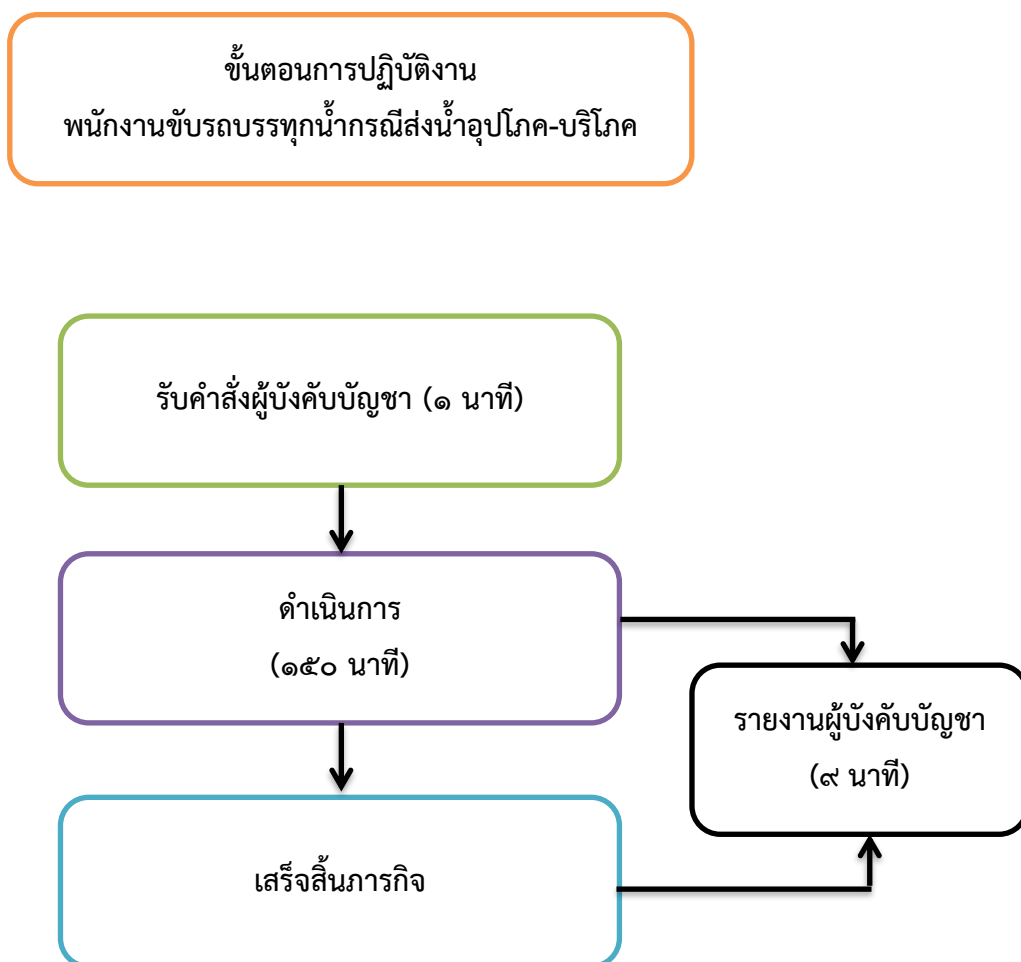 ขั้นตอนการปฏิบัติงาน
พนักงานขับรถบรรทุกน้ำกรณีส่งน้ำอุปโภค-บริโภค
รับคำสั่งผู้บังคับบัญชา (๑ นาที)
ดำเนินการ
(๑๕๐ นาที)
รายงานผู้บังคับบัญชา
(๙ นาที)
เสร็จสิ้นภารกิจ